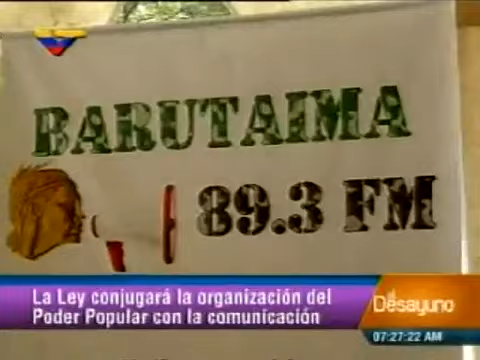 BARUTAIMA
89.3 FM
La Ley conjugará la organización del
Poder Popular con la comunicación
Desayuno
07:27:22 AM